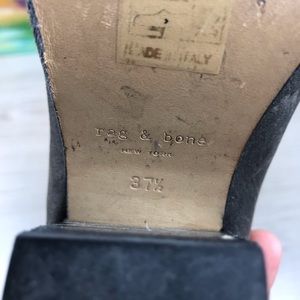 MADE IN ITALY
rag & bone
NEW YORK
37½